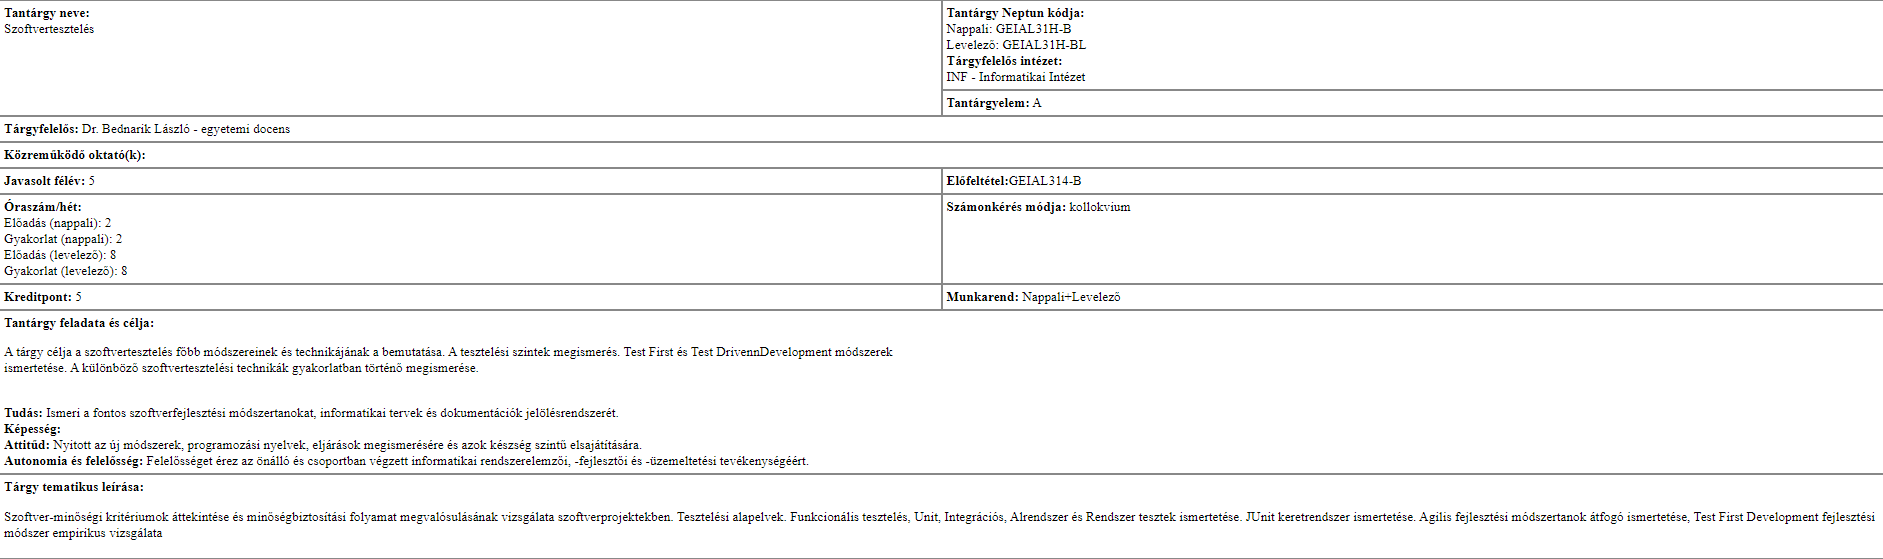 Tantárgy neve:
Szoftvertesztelés
Tantárgy Neptun kódja:
Nappali: GEIAL31H-B
Levelező: GEIAL31H-BL
Tárgyfelelős intézet:
INF - Informatikai Intézet
Tantárgyelem: A
Tárgyfelelős: Dr. Bednarik László - egyetemi docens
Közreműködő oktató(k):
Javasolt félév: 5
Előfeltétel:GEIAL314-B
Óraszám/hét:
Előadás (nappali): 2
Gyakorlat (nappali): 2
Előadás (levelező): 8
Gyakorlat (levelező): 8
Számonkérés módja: kollokvium
Kreditpont: 5
Munkarend: Nappali+Levelező
Tantárgy feladata és célja:
A tárgy célja a szoftvertesztelés főbb módszereinek és technikájának a bemutatása. A tesztelési szintek megismerés. Test First és Test DrivennDevelopment módszerek
ismertetése. A különböző szoftvertesztelési technikák gyakorlatban történő megismerése.
Tudás: Ismeri a fontos szoftverfejlesztési módszertanokat, informatikai tervek és dokumentációk jelölésrendszerét.
Képesség:
Attitűd: Nyitott az új módszerek, programozási nyelvek, eljárások megismerésére és azok készség szintű elsajátítására.
Autonomia és felelősség: Felelősséget érez az önálló és csoportban végzett informatikai rendszerelemzői, -fejlesztői és -üzemeltetési tevékenységéért.
Tárgy tematikus leírása:
Szoftver-minőségi kritériumok áttekintése és minőségbiztosítási folyamat megvalósulásának vizsgálata szoftverprojektekben. Tesztelési alapelvek. Funkcionális tesztelés, Unit, Integrációs, Alrendszer és Rendszer tesztek ismertetése. JUnit keretrendszer ismertetése. Agilis fejlesztési módszertanok átfogó ismertetése, Test First Development fejlesztési
módszer empirikus vizsgálata